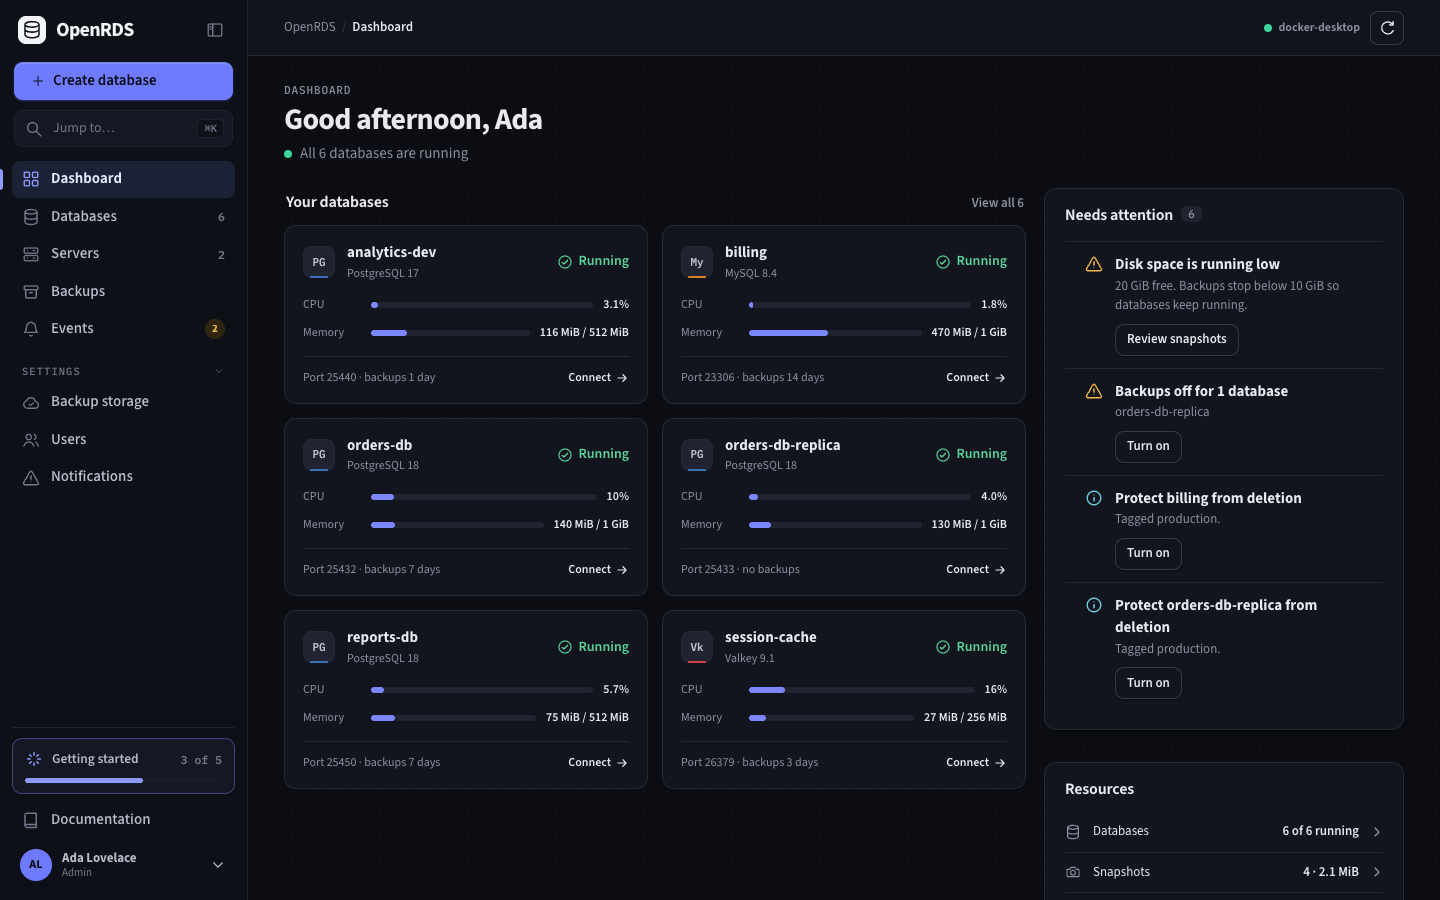 OpenRDS
Create database
Jump to…
⌘K
Dashboard
Databases 6
Servers 2
Backups
Events 2
SETTINGS
Backup storage
Users
Notifications
Getting started 3 of 5
Documentation
AL
Ada Lovelace
Admin
OpenRDS / Dashboard
docker-desktop
DASHBOARD
Good afternoon, Ada
All 6 databases are running
Your databases
View all 6
PG
analytics-dev
PostgreSQL 17
Running
CPU 3.1%
Memory 116 MiB / 512 MiB
Port 25440 · backups 1 day
Connect →
My
billing
MySQL 8.4
Running
CPU 1.8%
Memory 470 MiB / 1 GiB
Port 23306 · backups 14 days
Connect →
PG
orders-db
PostgreSQL 18
Running
CPU 10%
Memory 140 MiB / 1 GiB
Port 25432 · backups 7 days
Connect →
PG
orders-db-replica
PostgreSQL 18
Running
CPU 4.0%
Memory 130 MiB / 1 GiB
Port 25433 · no backups
Connect →
PG
reports-db
PostgreSQL 18
Running
CPU 5.7%
Memory 75 MiB / 512 MiB
Port 25450 · backups 7 days
Connect →
Vk
session-cache
Valkey 9.1
Running
CPU 16%
Memory 27 MiB / 256 MiB
Port 26379 · backups 3 days
Connect →
Needs attention 6
Disk space is running low
20 GiB free. Backups stop below 10 GiB so
databases keep running.
Review snapshots
Backups off for 1 database
orders-db-replica
Turn on
Protect billing from deletion
Tagged production.
Turn on
Protect orders-db-replica from
deletion
Tagged production.
Turn on
Resources
Databases 6 of 6 running
Snapshots 4 · 2.1 MiB